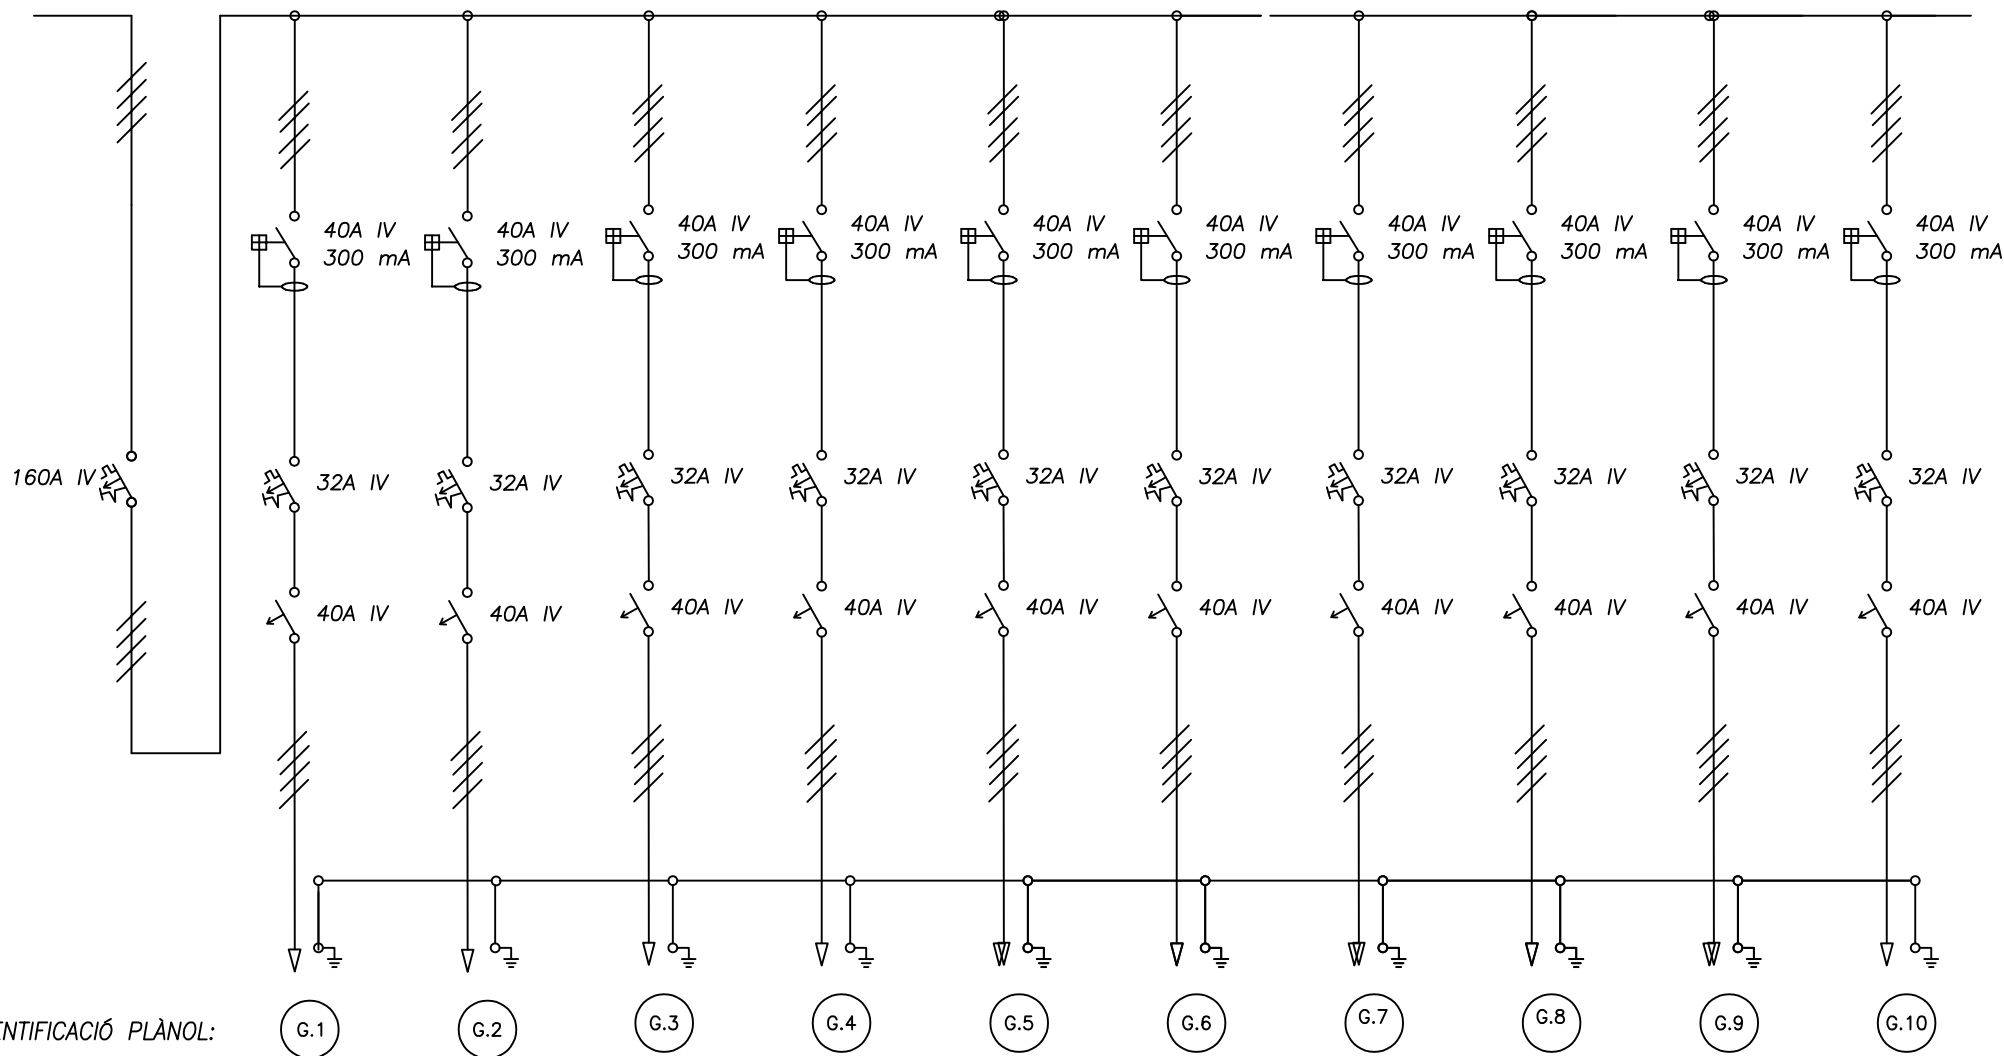 40A IV 40A IV 40A IV 40A IV 40A IV 40A IV 40A IV 40A IV 40A IV 40A IV
300 mA 300 mA 300 mA 300 mA 300 mA 300 mA 300 mA 300 mA 300 mA 300 mA
160A IV 32A IV 32A IV 32A IV 32A IV 32A IV 32A IV 32A IV 32A IV 32A IV 32A IV
40A IV 40A IV 40A IV 40A IV 40A IV 40A IV 40A IV 40A IV 40A IV 40A IV
ENTIFICACIÓ PLÀNOL: G.1 G.2 G.3 G.4 G.5 G.6 G.7 G.8 G.9 G.10